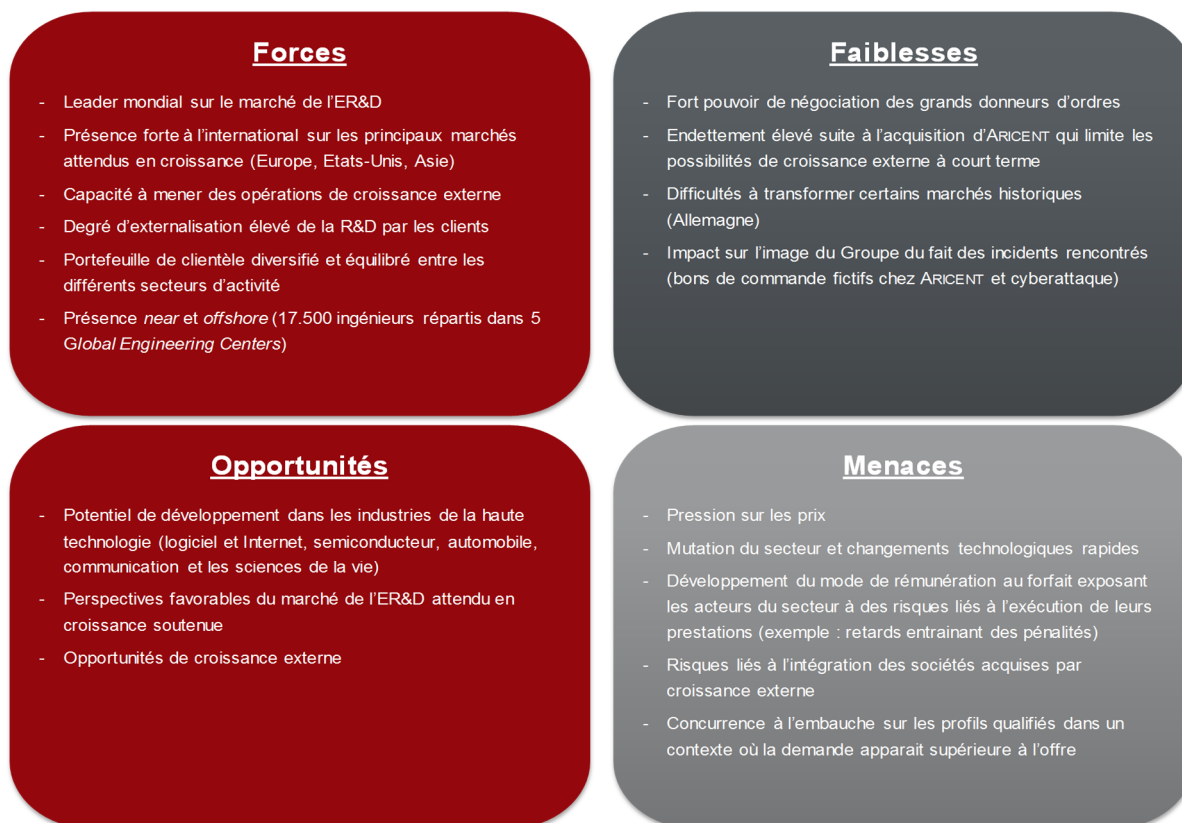 Forces
- Leader mondial sur le marché de l’ER&D
- Présence forte à l’international sur les principaux marchés
attendus en croissance (Europe, Etats-Unis, Asie)
- Capacité à mener des opérations de croissance externe
- Degré d’externalisation élevé de la R&D par les clients
- Portefeuille de clientèle diversifié et équilibré entre les
différents secteurs d’activité
- Présence near et offshore (17.500 ingénieurs répartis dans 5
Global Engineering Centers)
Faiblesses
- Fort pouvoir de négociation des grands donneurs d’ordres
- Endettement élevé suite à l’acquisition d’ARICENT qui limite les
possibilités de croissance externe à court terme
- Difficultés à transformer certains marchés historiques
(Allemagne)
- Impact sur l’image du Groupe du fait des incidents rencontrés
(bons de commande fictifs chez ARICENT et cyberattaque)
Opportunités
- Potentiel de développement dans les industries de la haute
technologie (logiciel et Internet, semiconducteur, automobile,
communication et les sciences de la vie)
- Perspectives favorables du marché de l’ER&D attendu en
croissance soutenue
- Opportunités de croissance externe
Menaces
- Pression sur les prix
- Mutation du secteur et changements technologiques rapides
- Développement du mode de rémunération au forfait exposant
les acteurs du secteur à des risques liés à l’exécution de leurs
prestations (exemple : retards entrainant des pénalités)
- Risques liés à l’intégration des sociétés acquises par
croissance externe
- Concurrence à l’embauche sur les profils qualifiés dans un
contexte où la demande apparait supérieure à l’offre